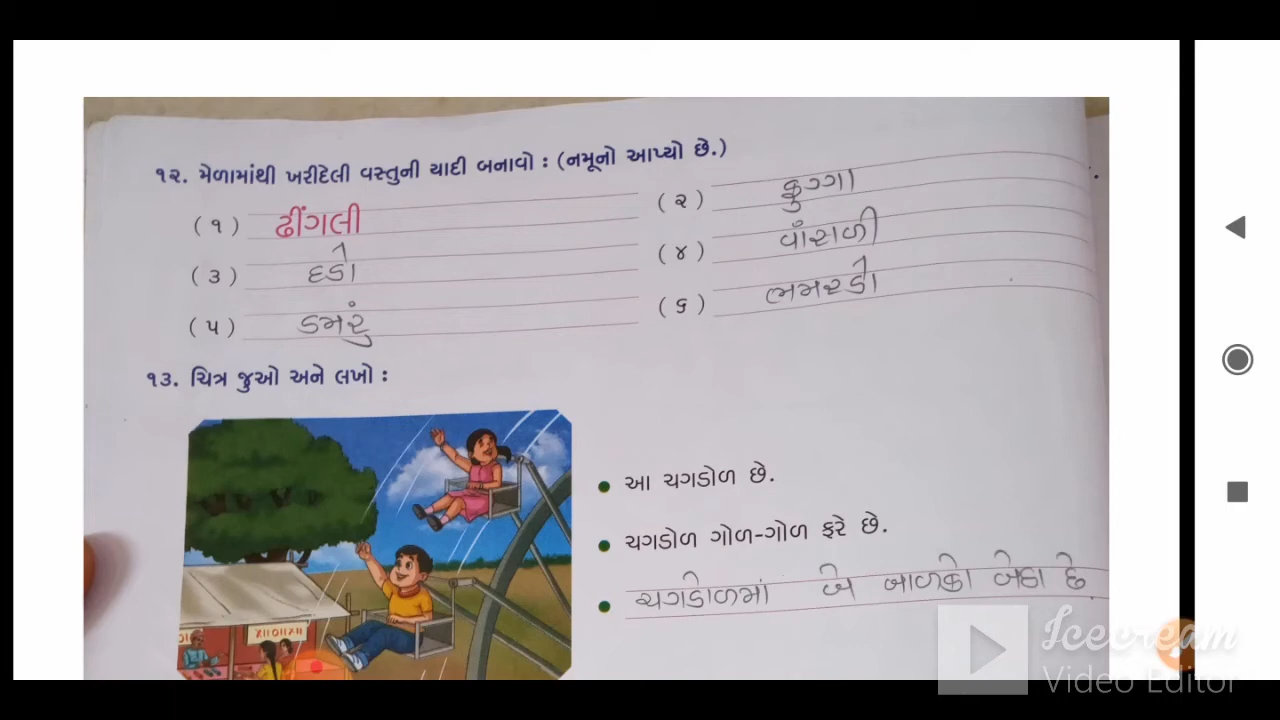 ૧૨. મેળામાંથી ખરીદેલી વસ્તુની યાદી બનાવો : (નમૂનો આપ્યો છે.)
(૧) ઢીંગલી (૨) ફુગ્ગા
(૩) દડો (૪) વાંસળી
(૫) ડમરું (૬) ભમરડો
૧૩. ચિત્ર જુઓ અને લખો :
• આ ચગડોળ છે.
• ચગડોળ ગોળ-ગોળ ફરે છે.
• ચગડોળમાં બે બાળકો બેઠા છે.
Icecream
Video Editor